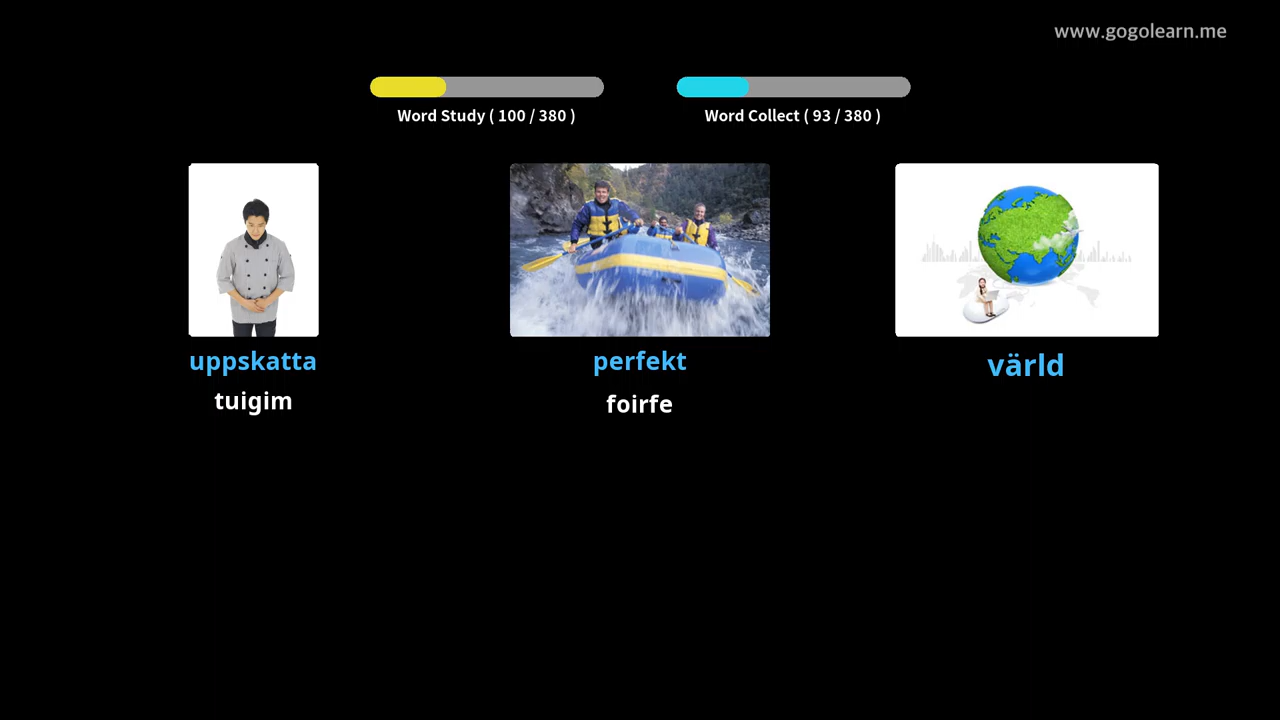 www.gogolearn.me
Word Study ( 100 / 380 )
Word Collect ( 93 / 380 )
uppskatta
tuigim
perfekt
foirfe
värld